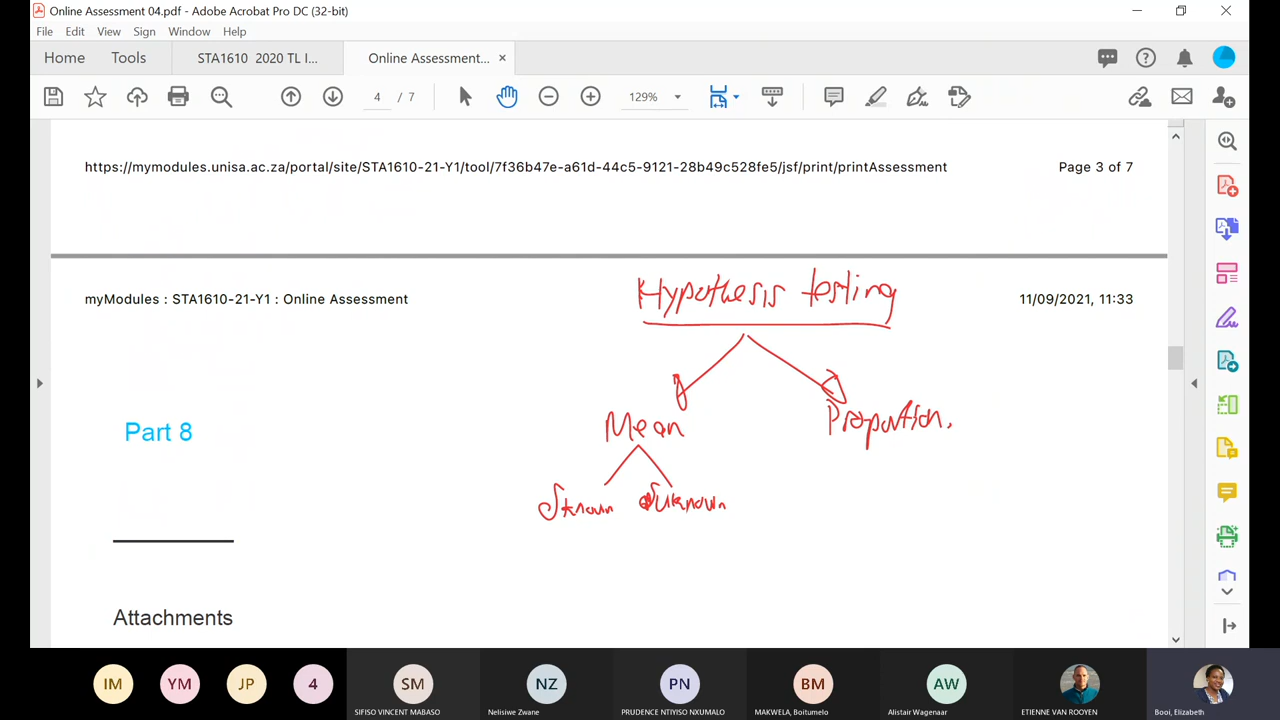 Online Assessment 04.pdf - Adobe Acrobat Pro DC (32-bit)
File Edit View Sign Window Help
Home Tools STA1610 2020 TL I... Online Assessment... ×
4 / 7 129%
https://mymodules.unisa.ac.za/portal/site/STA1610-21-Y1/tool/7f36b47e-a61d-44c5-9121-28b49c528fe5/jsf/print/printAssessment Page 3 of 7
myModules : STA1610-21-Y1 : Online Assessment 11/09/2021, 11:33
Hypothesis testing
Mean Proportion.
Part 8
known unknown
Attachments
IM YM JP 4 SM NZ PN BM AW
SIFISO VINCENT MABASO Nelisiwe Zwane PRUDENCE NTIYISO NXUMALO MAKWELA, Boitumelo Alistair Wagenaar ETIENNE VAN ROOYEN Booi, Elizabeth